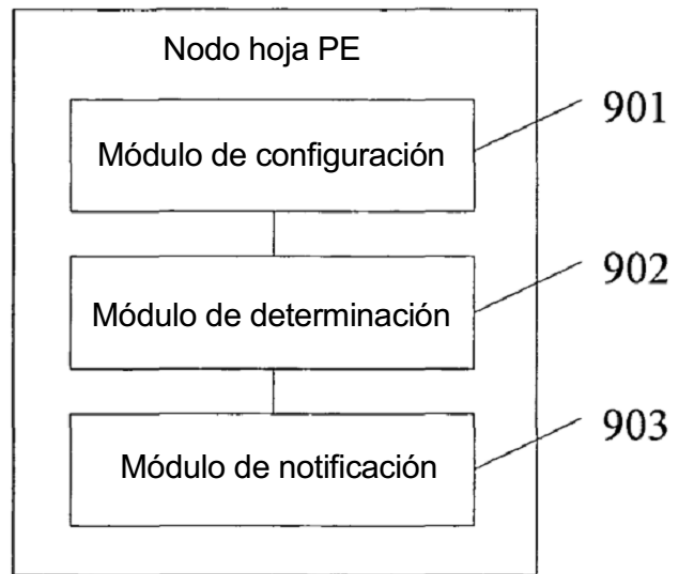 Nodo hoja PE
Módulo de configuración
901
Módulo de determinación
902
Módulo de notificación
903